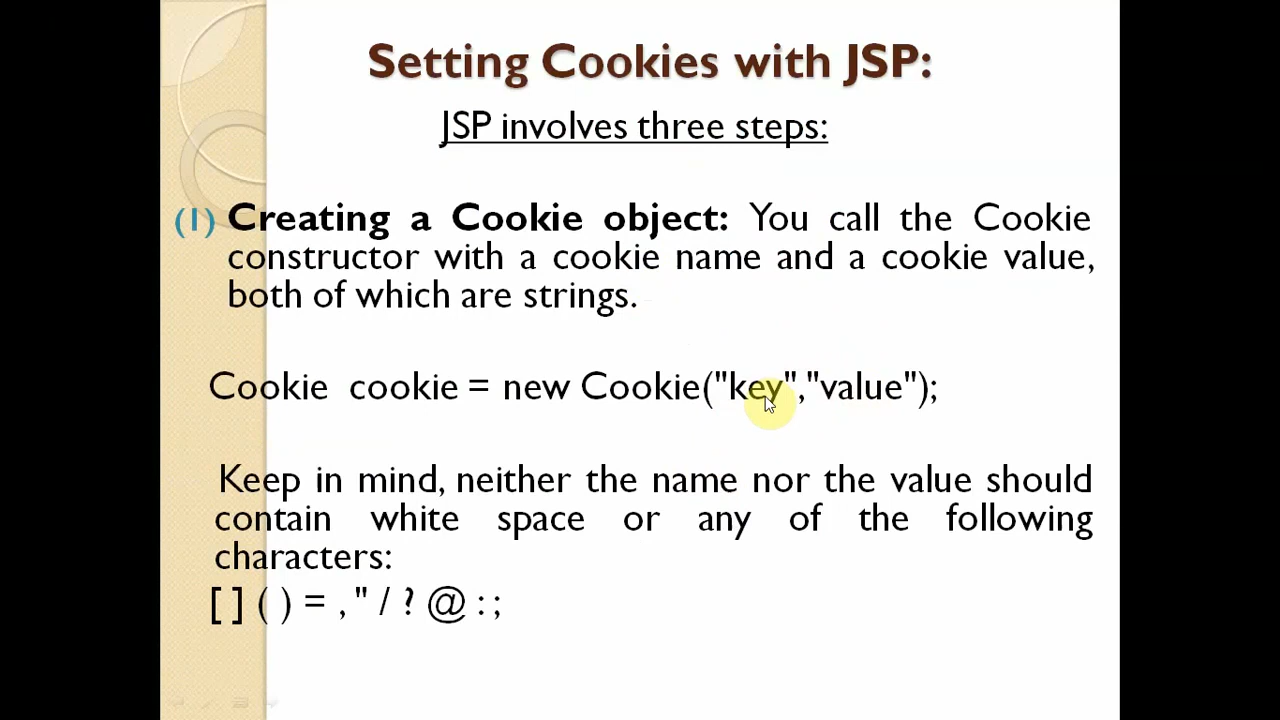 Setting Cookies with JSP:
JSP involves three steps:
(1) Creating a Cookie object: You call the Cookie
constructor with a cookie name and a cookie value,
both of which are strings.
Cookie cookie = new Cookie("key","value");
Keep in mind, neither the name nor the value should
contain white space or any of the following
characters:
[ ] ( ) = , " / ? @ : ;